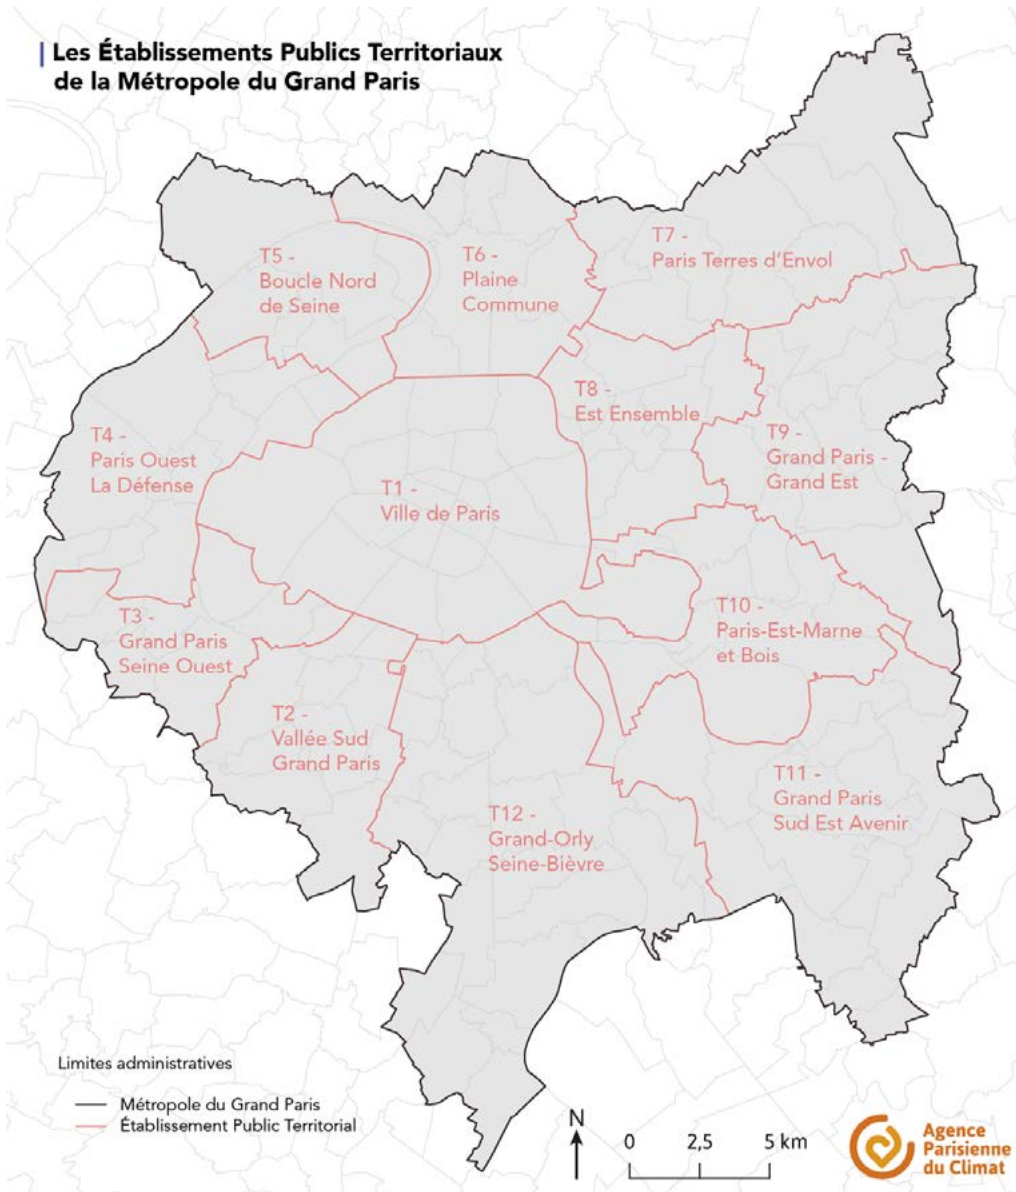 | Les Établissements Publics Territoriaux
de la Métropole du Grand Paris
T7 -
Paris Terres d'Envol
T5 -
Boucle Nord
de Seine
T6 -
Plaine
Commune
T8 -
Est Ensemble
T4 -
Paris Ouest
La Défense
T9 -
Grand Paris -
Grand Est
T1 -
Ville de Paris
T3 -
Grand Paris
Seine Ouest
T10 -
Paris-Est-Marne
et Bois
T2 -
Vallée Sud
Grand Paris
T11 -
Grand Paris
Sud Est Avenir
T12 -
Grand-Orly
Seine-Bièvre
Limites administratives
Métropole du Grand Paris
Établissement Public Territorial
N
0 2,5 5 km
Agence
Parisienne
du Climat